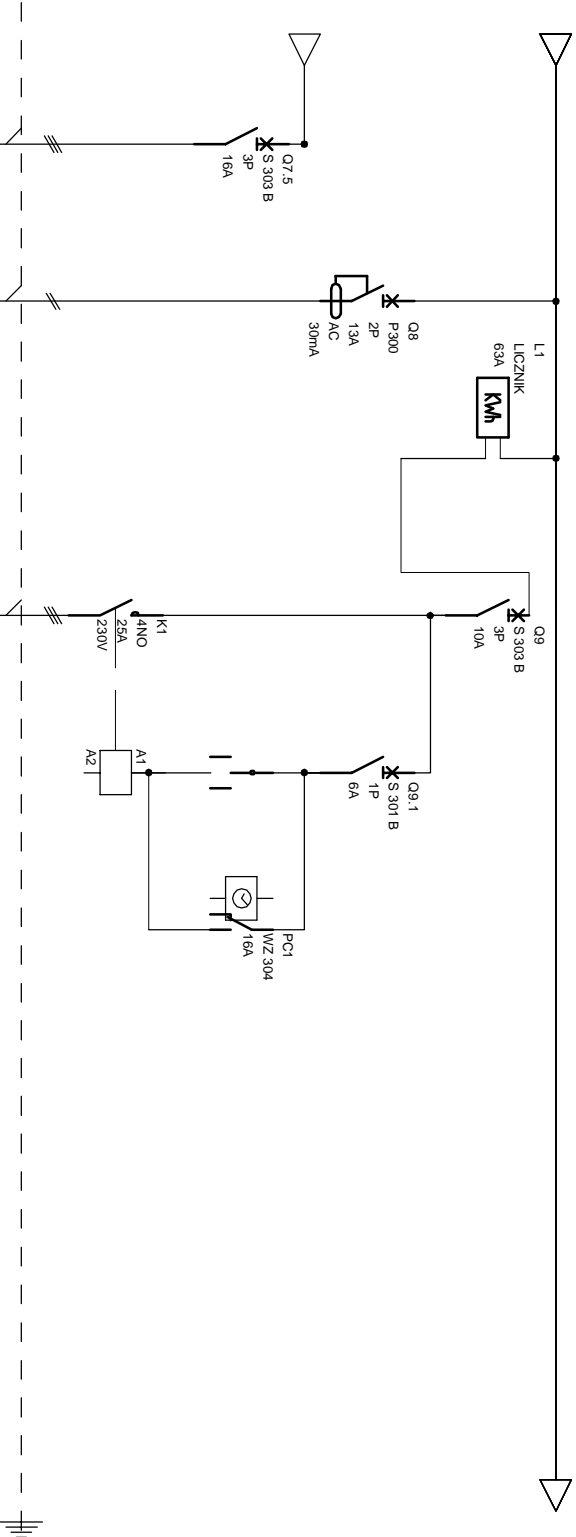 Q7.5
S 303 B
3P
16A
Q8
P300
2P
13A
AC
30mA
L1
LICZNIK
63A
KWh
Q9
S 303 B
3P
10A
K1
4NO
25A
230V
Q9.1
S 301 B
1P
6A
A1
A2
PC1
WZ 304
16A